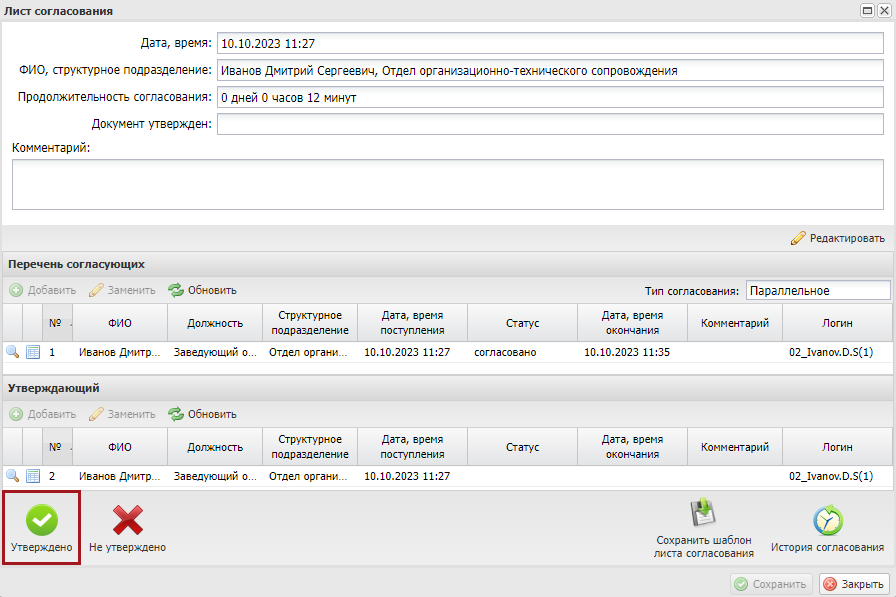 Лист согласования
Дата, время: 10.10.2023 11:27
ФИО, структурное подразделение: Иванов Дмитрий Сергеевич, Отдел организационно-технического сопровождения
Продолжительность согласования: 0 дней 0 часов 12 минут
Документ утвержден:
Комментарий:
Редактировать
Перечень согласующих
Добавить Заменить Обновить Тип согласования: Параллельное
№ ФИО Должность Структурное подразделение Дата, время поступления Статус Дата, время окончания Комментарий Логин
1 Иванов Дмитр... Заведующий о... Отдел органи... 10.10.2023 11:27 согласовано 10.10.2023 11:35 02_Ivanov.D.S(1)
Утверждающий
Добавить Заменить Обновить
№ ФИО Должность Структурное подразделение Дата, время поступления Статус Дата, время окончания Комментарий Логин
2 Иванов Дмитр... Заведующий о... Отдел органи... 10.10.2023 11:27 02_Ivanov.D.S(1)
Утверждено Не утверждено Сохранить шаблон листа согласования История согласования
Сохранить Закрыть